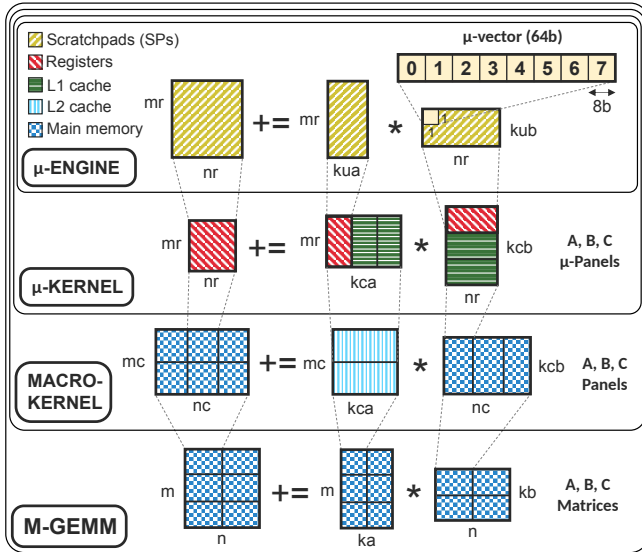 Scratchpads (SPs)
Registers
L1 cache
L2 cache
Main memory
µ-vector (64b)
0 1 2 3 4 5 6 7
8b
mr
+=
mr
*
1
1
kub
nr
kua
nr
µ-ENGINE
mr
+=
mr
*
kcb
nr
kca
nr
A, B, C
µ-Panels
µ-KERNEL
mc
+=
mc
*
kcb
nc
kca
nc
A, B, C
Panels
MACRO-
KERNEL
m
+=
m
*
kb
n
ka
n
A, B, C
Matrices
M-GEMM